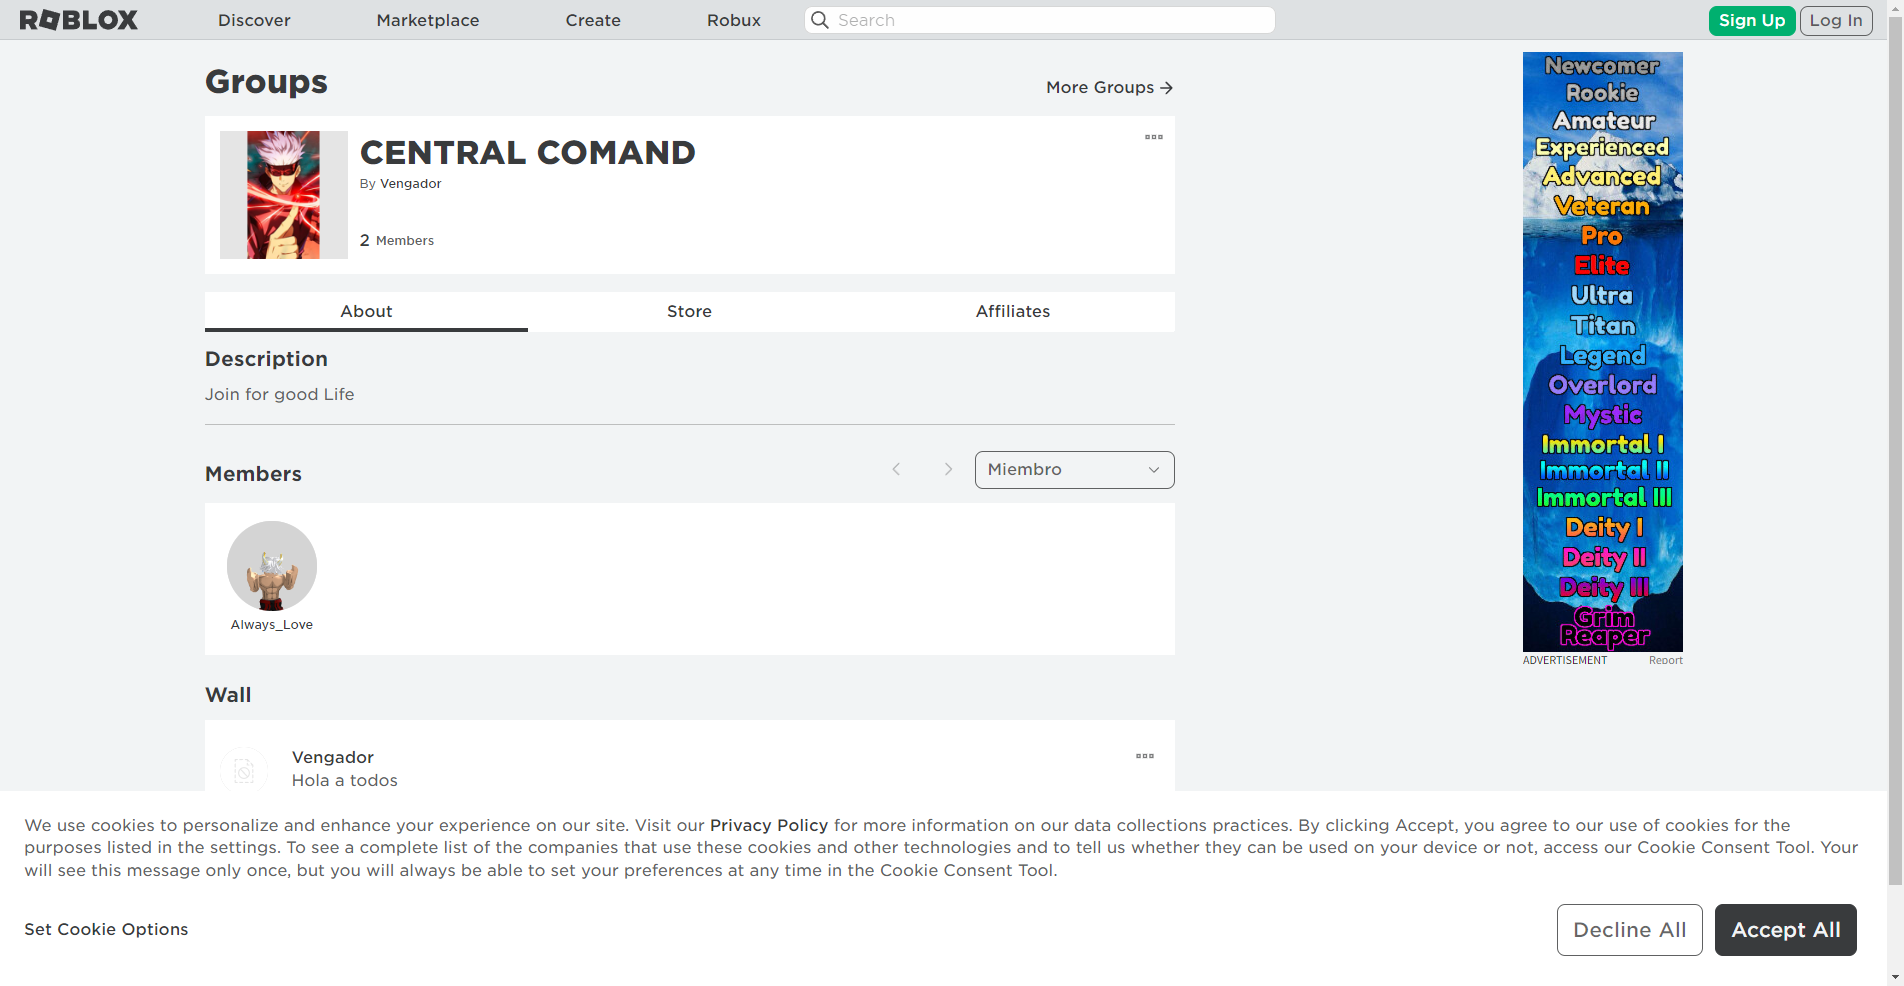 ROBLOX
Discover
Marketplace
Create
Robux
Search
Sign Up
Log In
Groups
More Groups
CENTRAL COMAND
By Vengador
2 Members
About
Store
Affiliates
Description
Join for good Life
Members
Miembro
Always_Love
Wall
Vengador
Hola a todos
Newcomer
Rookie
Amateur
Experienced
Advanced
Veteran
Pro
Elite
Ultra
Titan
Legend
Overlord
Mystic
Immortal I
Immortal II
Immortal III
Deity I
Deity II
Deity III
Grim
Reaper
ADVERTISEMENT
Report
We use cookies to personalize and enhance your experience on our site. Visit our Privacy Policy for more information on our data collections practices. By clicking Accept, you agree to our use of cookies for the
purposes listed in the settings. To see a complete list of the companies that use these cookies and other technologies and to tell us whether they can be used on your device or not, access our Cookie Consent Tool. Your
will see this message only once, but you will always be able to set your preferences at any time in the Cookie Consent Tool.
Set Cookie Options
Decline All
Accept All